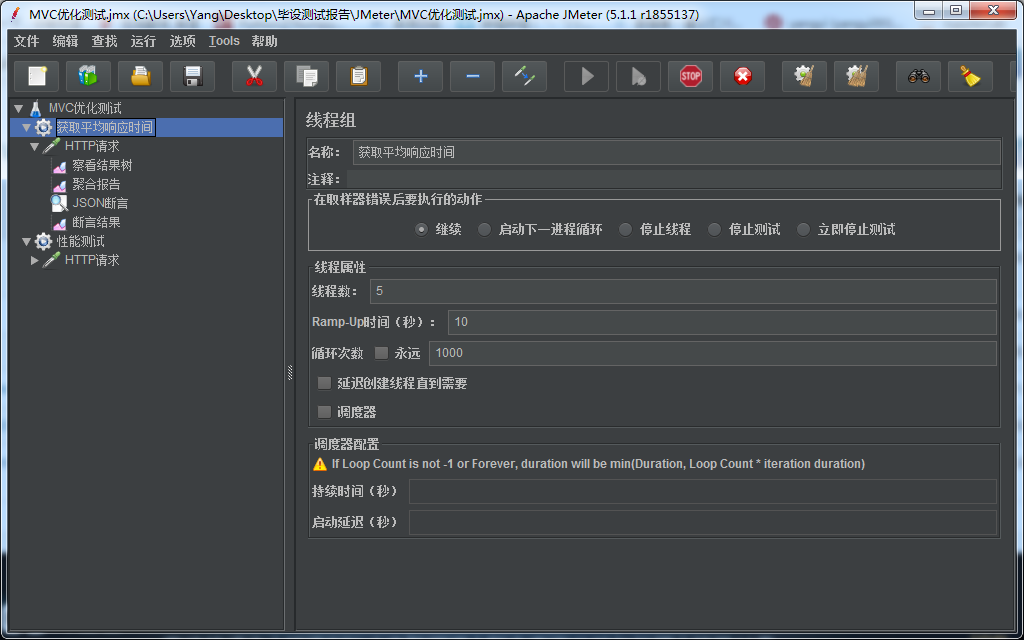 MVC优化测试.jmx (C:\Users\Yang\Desktop\毕设测试报告\JMeter\MVC优化测试.jmx) - Apache JMeter (5.1.1 r1855137)
文件 编辑 查找 运行 选项 Tools 帮助
STOP
MVC优化测试
获取平均响应时间
HTTP请求
察看结果树
聚合报告
JSON断言
断言结果
性能测试
HTTP请求
线程组
名称： 获取平均响应时间
注释：
在取样器错误后要执行的动作
继续 启动下一进程循环 停止线程 停止测试 立即停止测试
线程属性
线程数： 5
Ramp-Up时间（秒）： 10
循环次数 永远 1000
延迟创建线程直到需要
调度器
调度器配置
If Loop Count is not -1 or Forever, duration will be min(Duration, Loop Count * iteration duration)
持续时间（秒）
启动延迟（秒）